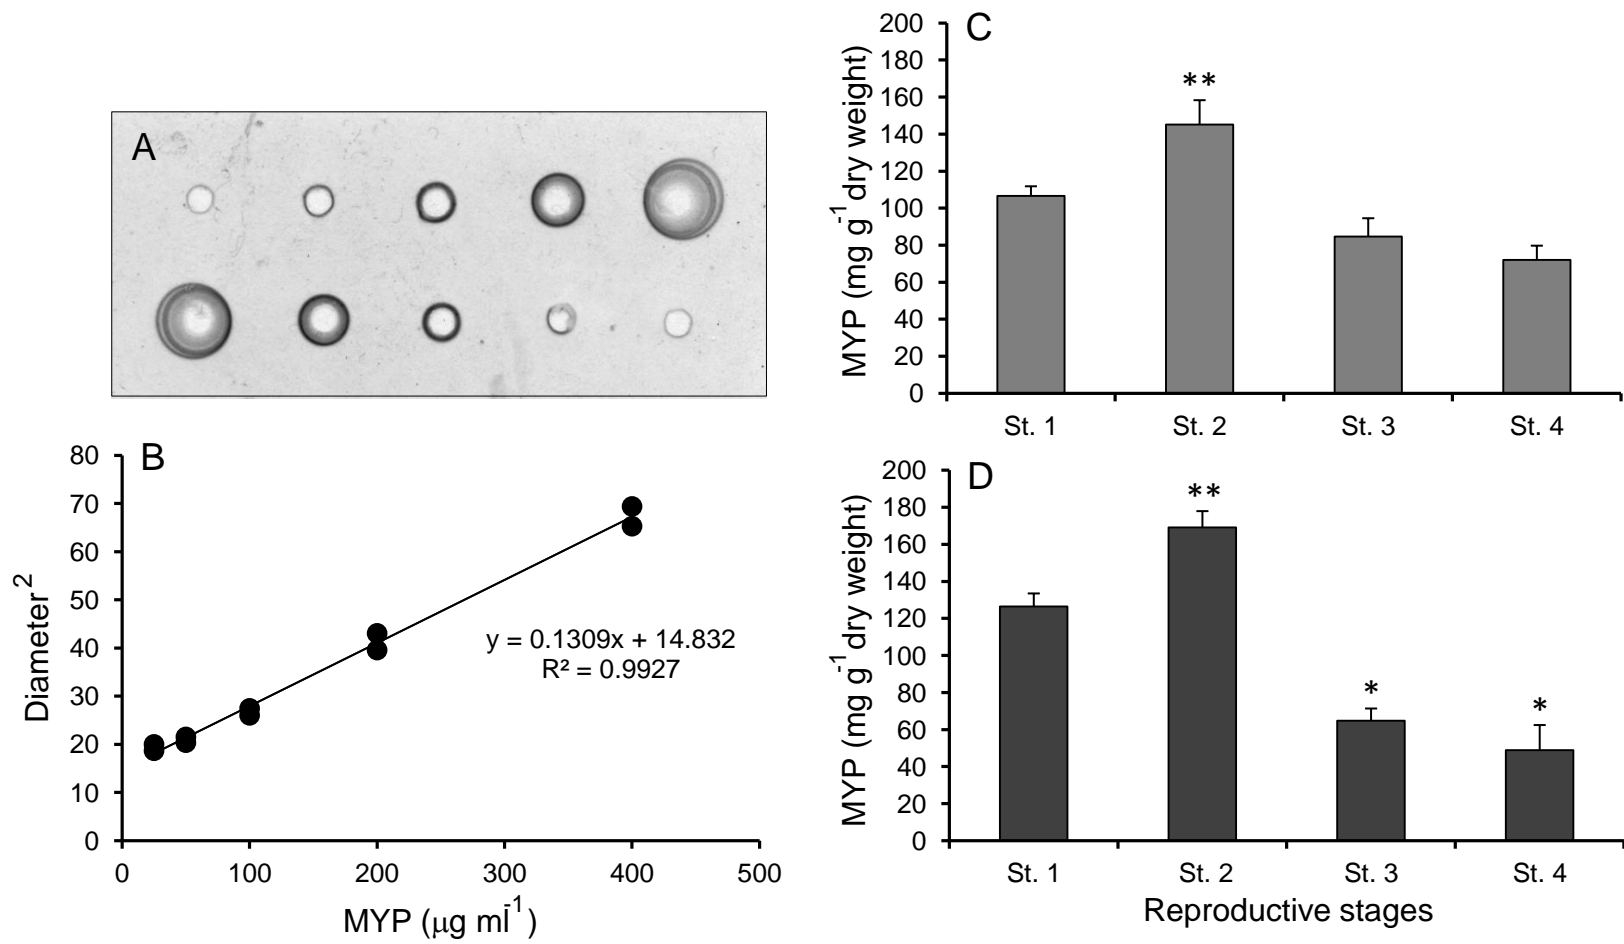 A
B
80
70
60
50
40
30
20
10
0
Diameter²
y = 0.1309x + 14.832
R² = 0.9927
0 100 200 300 400 500
MYP (μg ml⁻¹)
C
200
180
160
140
120
100
80
60
40
20
0
MYP (mg g⁻¹ dry weight)
**
St. 1 St. 2 St. 3 St. 4
D
200
180
160
140
120
100
80
60
40
20
0
MYP (mg g⁻¹ dry weight)
**
*
*
St. 1 St. 2 St. 3 St. 4
Reproductive stages